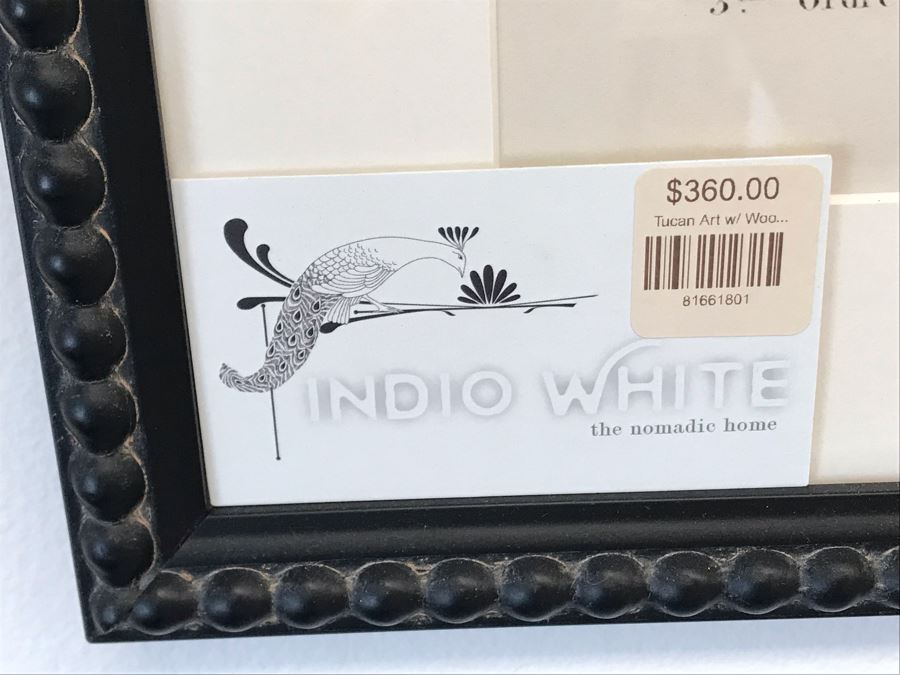 $360.00
Tucan Art w/ Woo...
81661801
INDIO WHITE
the nomadic home